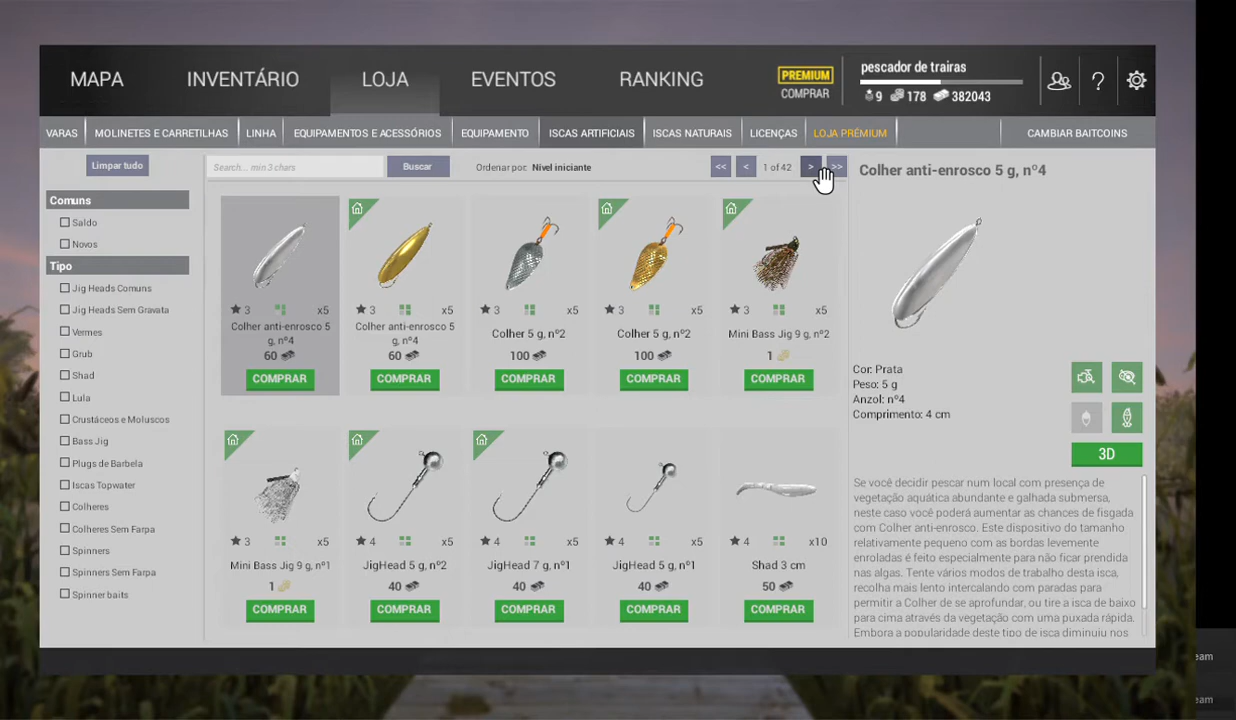 MAPA
INVENTÁRIO
LOJA
EVENTOS
RANKING
PREMIUM
COMPRAR
pescador de trairas
9 178 382043
?
VARAS
MOLINETES E CARRETILHAS
LINHA
EQUIPAMENTOS E ACESSÓRIOS
EQUIPAMENTO
ISCAS ARTIFICIAIS
ISCAS NATURAIS
LICENÇAS
LOJA PRÉMIUM
CAMBIAR BAITCOINS
Limpar tudo
Comuns
Saldo
Novos
Tipo
Jig Heads Comuns
Jig Heads Sem Gravata
Vermes
Grub
Shad
Lula
Crustáceos e Moluscos
Bass Jig
Plugs de Barbela
Iscas Topwater
Colheres
Colheres Sem Farpa
Spinners
Spinners Sem Farpa
Spinner baits
Search... min 3 chars
Buscar
Ordenar por: Nível iniciante
<< < 1 of 42 > >>
3 x5
Colher anti-enrosco 5
g, nº4
60
COMPRAR
3 x5
Colher anti-enrosco 5
g, nº4
60
COMPRAR
3 x5
Colher 5 g, nº2
100
COMPRAR
3 x5
Colher 5 g, nº2
100
COMPRAR
3 x5
Mini Bass Jig 9 g, nº2
1
COMPRAR
3 x5
Mini Bass Jig 9 g, nº1
1
COMPRAR
4 x5
JigHead 5 g, nº2
40
COMPRAR
4 x5
JigHead 7 g, nº1
40
COMPRAR
4 x5
JigHead 5 g, nº1
40
COMPRAR
4 x10
Shad 3 cm
50
COMPRAR
Colher anti-enrosco 5 g, nº4
Cor: Prata
Peso: 5 g
Anzol: nº4
Comprimento: 4 cm
3D
Se você decidir pescar num local com presença de
vegetação aquática abundante e galhada submersa,
neste caso você poderá aumentar as chances de fisgada
com Colher anti-enrosco. Este dispositivo do tamanho
relativamente pequeno com as bordas levemente
enroladas é feito especialmente para não ficar prendida
nas algas. Tente vários modos de trabalho desta isca,
recolha mais lento intercalando com paradas para
permitir a Colher de se aprofundar, ou tire a isca de baixo
para cima através da vegetação com uma puxada rápida.
Embora a popularidade deste tipo de isca diminuiu nos
eam
eam